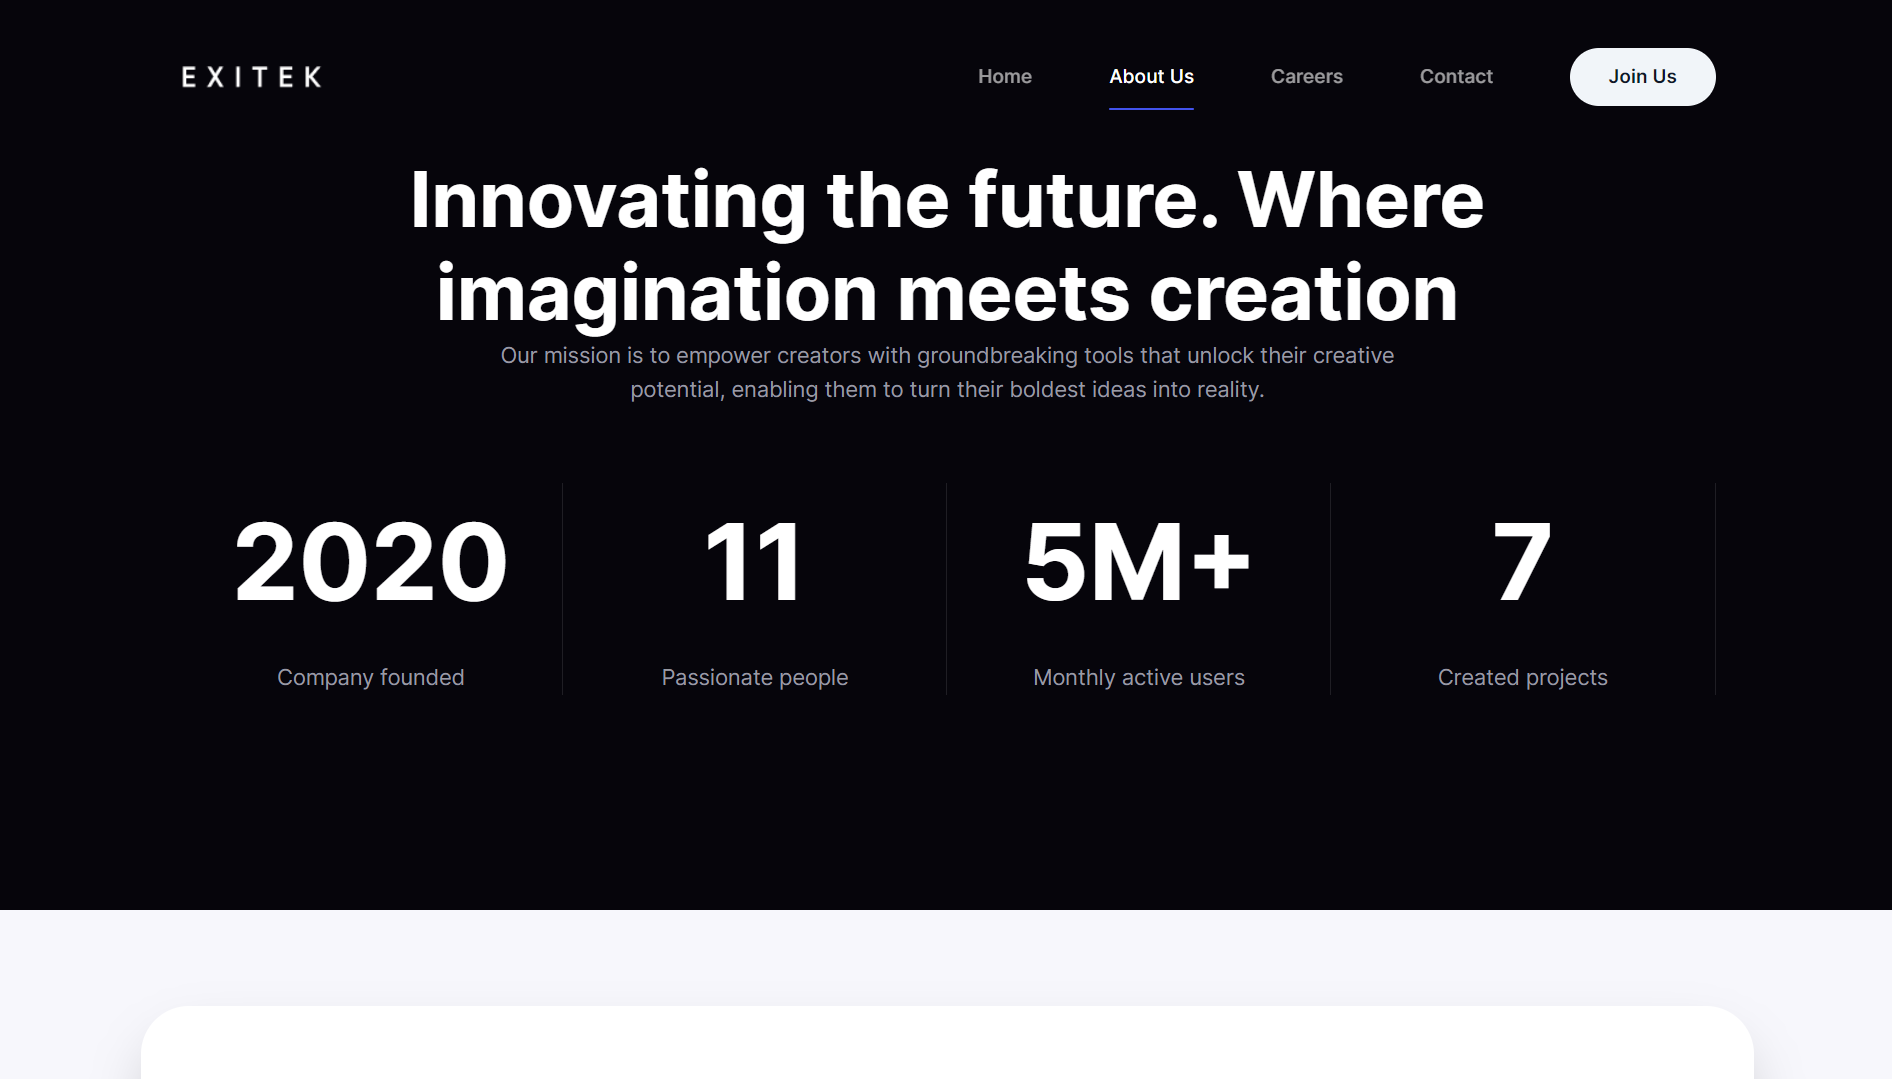 EXITEK
Home
About Us
Careers
Contact
Join Us
Innovating the future. Where
imagination meets creation
Our mission is to empower creators with groundbreaking tools that unlock their creative
potential, enabling them to turn their boldest ideas into reality.
2020
11
5M+
7
Company founded
Passionate people
Monthly active users
Created projects